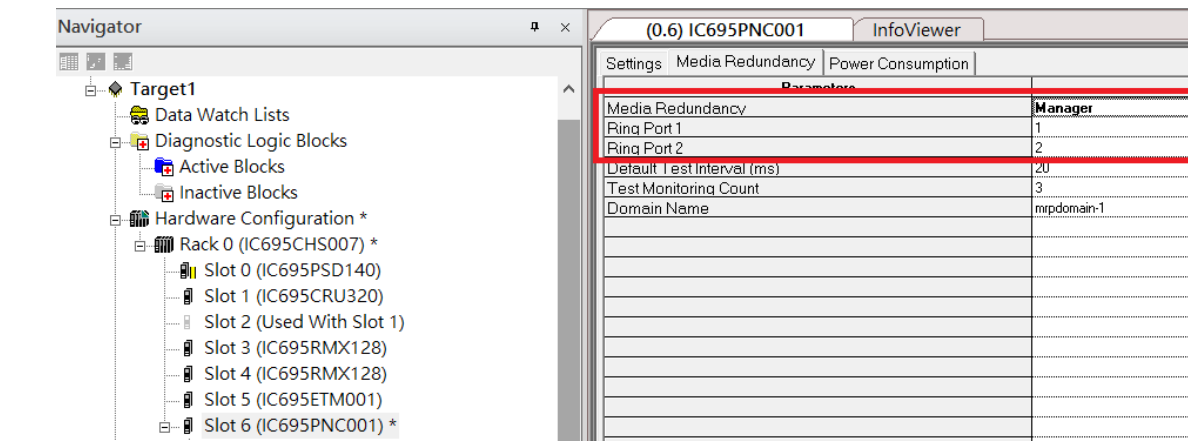 Navigator
Target1
Data Watch Lists
Diagnostic Logic Blocks
Active Blocks
Inactive Blocks
Hardware Configuration *
Rack 0 (IC695CHS007) *
Slot 0 (IC695PSD140)
Slot 1 (IC695CRU320)
Slot 2 (Used With Slot 1)
Slot 3 (IC695RMX128)
Slot 4 (IC695RMX128)
Slot 5 (IC695ETM001)
Slot 6 (IC695PNC001) *
(0.6) IC695PNC001 InfoViewer
Settings Media Redundancy Power Consumption
Parameters
Media Redundancy Manager
Ring Port 1 1
Ring Port 2 2
Default Test Interval (ms) 20
Test Monitoring Count 3
Domain Name mrpdomain-1